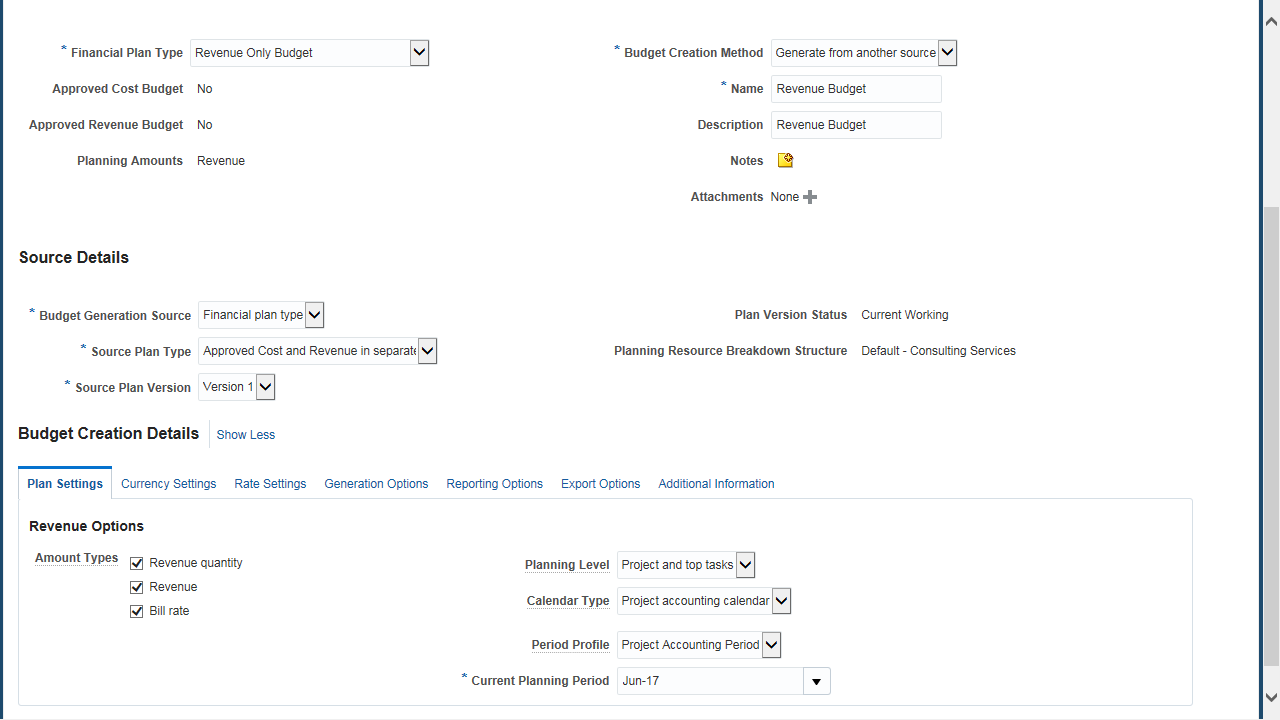 * Financial Plan Type Revenue Only Budget
* Budget Creation Method Generate from another source
Approved Cost Budget No
* Name Revenue Budget
Approved Revenue Budget No
Description Revenue Budget
Planning Amounts Revenue
Notes
Attachments None
Source Details
* Budget Generation Source Financial plan type
Plan Version Status Current Working
* Source Plan Type Approved Cost and Revenue in separate
Planning Resource Breakdown Structure Default - Consulting Services
* Source Plan Version Version 1
Budget Creation Details Show Less
Plan Settings Currency Settings Rate Settings Generation Options Reporting Options Export Options Additional Information
Revenue Options
Amount Types Revenue quantity
Revenue
Bill rate
Planning Level Project and top tasks
Calendar Type Project accounting calendar
Period Profile Project Accounting Period
* Current Planning Period Jun-17